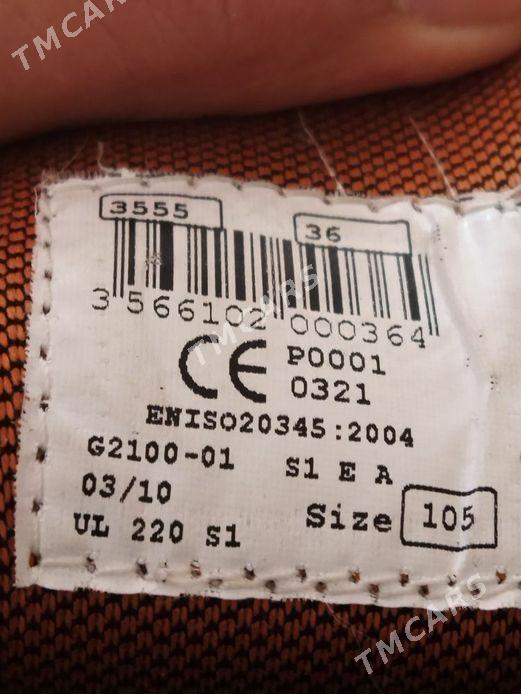 TMCARS
3555 36
3 566102 000364
TMCARS
CE P0001
0321
ENISO20345:2004
G2100-01 S1 E A
03/10
Size 105
UL 220 S1
TMCARS